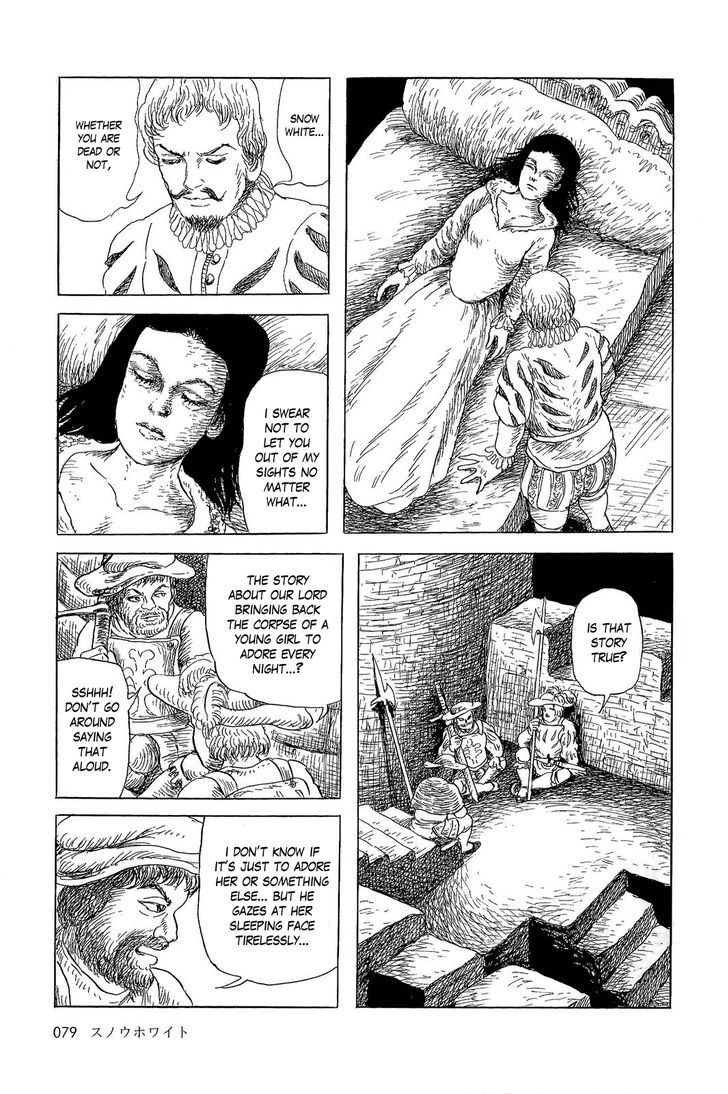 SNOW
WHITE...
WHETHER
YOU ARE
DEAD OR
NOT,
I SWEAR
NOT TO
LET YOU
OUT OF MY
SIGHTS NO
MATTER
WHAT...
IS THAT
STORY
TRUE?
THE STORY
ABOUT OUR LORD
BRINGING BACK
THE CORPSE OF A
YOUNG GIRL TO
ADORE EVERY
NIGHT...?
SSHHH!
DON'T GO
AROUND
SAYING
THAT
ALOUD.
I DON'T KNOW IF
IT'S JUST TO ADORE
HER OR SOMETHING
ELSE... BUT HE
GAZES AT HER
SLEEPING FACE
TIRELESSLY...
079 スノウホワイト